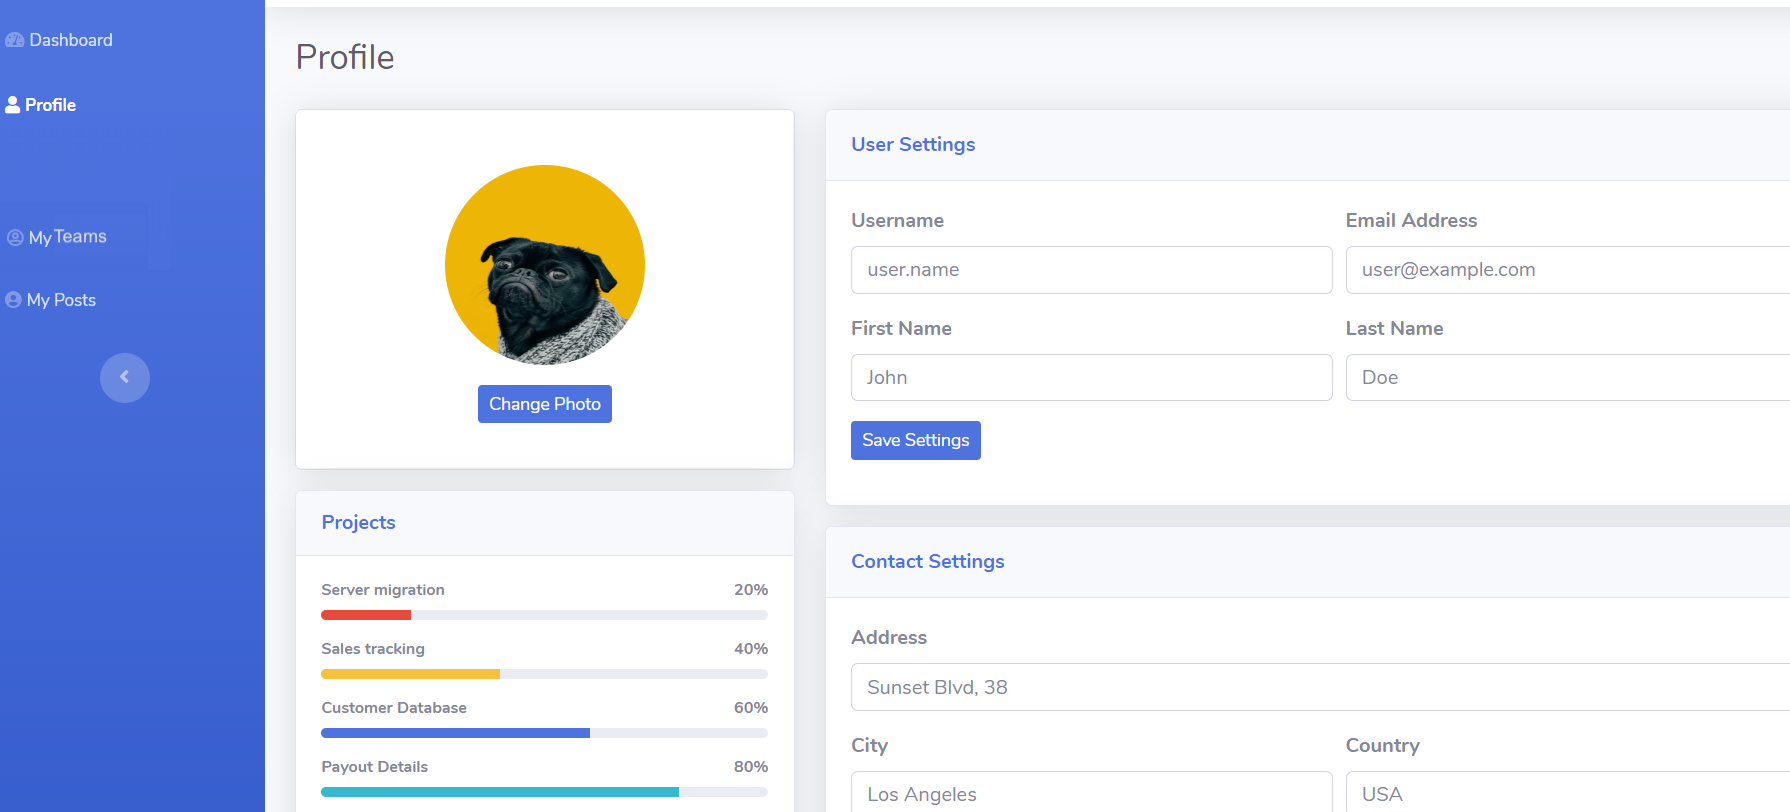 Dashboard
Profile
My Teams
My Posts
Profile
Change Photo
Projects
Server migration 20%
Sales tracking 40%
Customer Database 60%
Payout Details 80%
User Settings
Username Email Address
user.name user@example.com
First Name Last Name
John Doe
Save Settings
Contact Settings
Address
Sunset Blvd, 38
City Country
Los Angeles USA